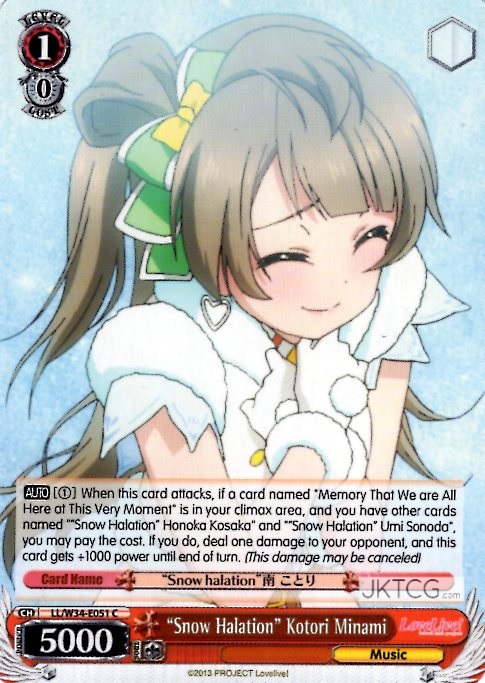 LEVEL
1
0
COST
AUTO [①] When this card attacks, if a card named "Memory That We are All
Here at This Very Moment" is in your climax area, and you have other cards
named ""Snow Halation" Honoka Kosaka" and ""Snow Halation" Umi Sonoda",
you may pay the cost. If you do, deal one damage to your opponent, and this
card gets +1000 power until end of turn. (This damage may be canceled)
Card Name "Snow halation" 南 ことり
JKTCG.com
CH LL/W34-E051 C
POWER 5000 SOUL "Snow Halation" Kotori Minami LoveLive!
Music
©2013 PROJECT Lovelive!